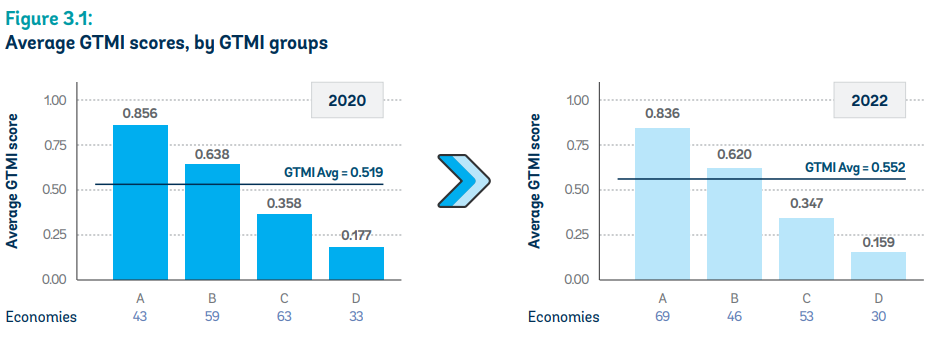 Figure 3.1:
Average GTMI scores, by GTMI groups
Average GTMI score
1.00
0.75
0.50
0.25
0.00
2020
0.856
0.638
GTMI Avg = 0.519
0.358
0.177
A B C D
Economies 43 59 63 33
Average GTMI score
1.00
0.75
0.50
0.25
0.00
2022
0.836
0.620
GTMI Avg = 0.552
0.347
0.159
A B C D
Economies 69 46 53 30